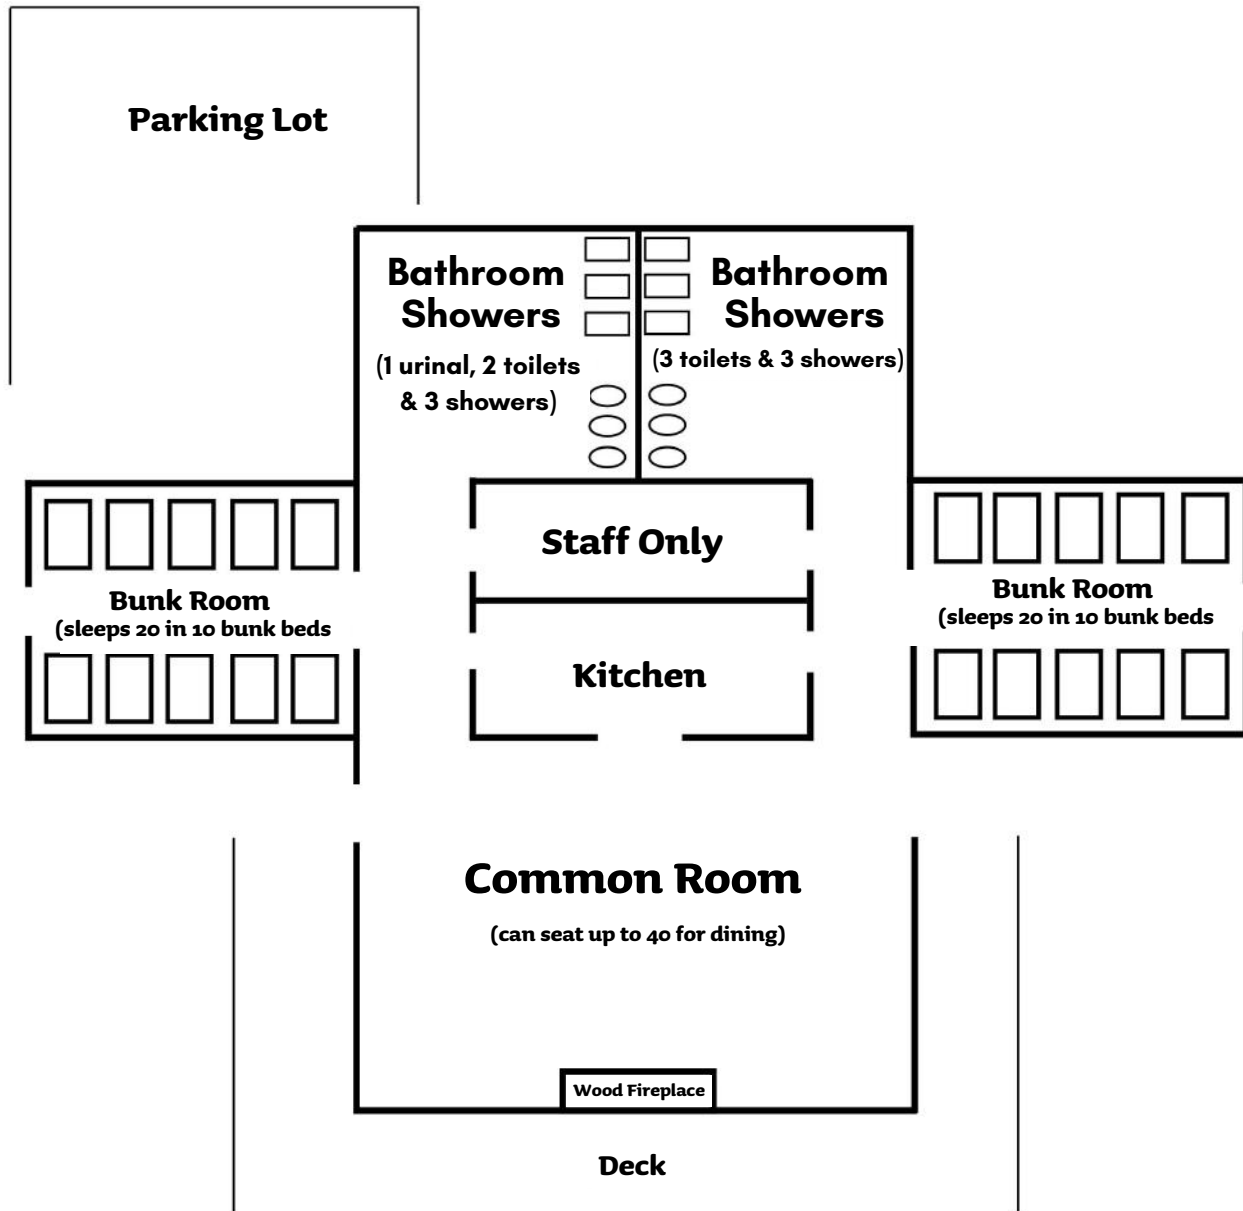 Parking Lot
Bathroom
Showers
(1 urinal, 2 toilets
& 3 showers)
Bathroom
Showers
(3 toilets & 3 showers)
Staff Only
Bunk Room
(sleeps 20 in 10 bunk beds
Bunk Room
(sleeps 20 in 10 bunk beds
Kitchen
Common Room
(can seat up to 40 for dining)
Wood Fireplace
Deck